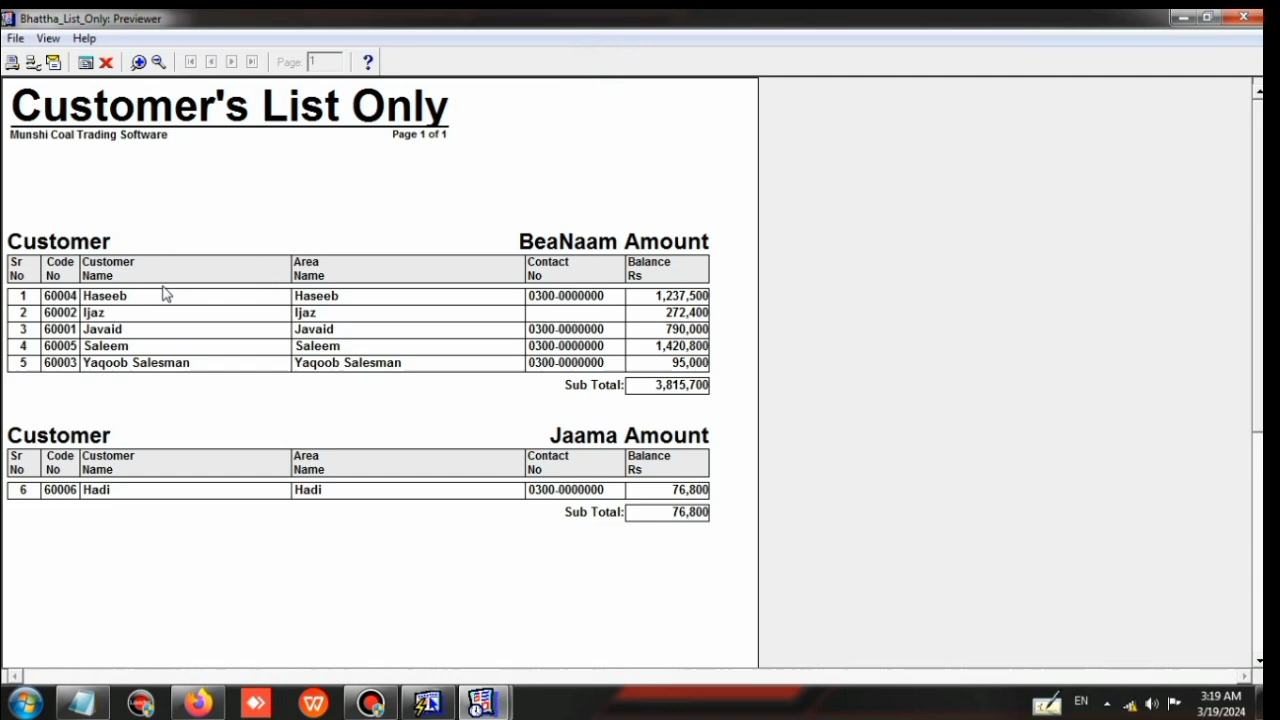 Bhattha_List_Only: Previewer
File View Help
Page: 1 ?
Customer's List Only
Munshi Coal Trading Software Page 1 of 1
Customer BeaNaam Amount
Sr Code Customer Area Contact Balance
No No Name Name No Rs
1 60004 Haseeb Haseeb 0300-0000000 1,237,500
2 60002 Ijaz Ijaz 272,400
3 60001 Javaid Javaid 0300-0000000 790,000
4 60005 Saleem Saleem 0300-0000000 1,420,800
5 60003 Yaqoob Salesman Yaqoob Salesman 0300-0000000 95,000
Sub Total: 3,815,700
Customer Jaama Amount
Sr Code Customer Area Contact Balance
No No Name Name No Rs
6 60006 Hadi Hadi 0300-0000000 76,800
Sub Total: 76,800
EN 3:19 AM
3/19/2024